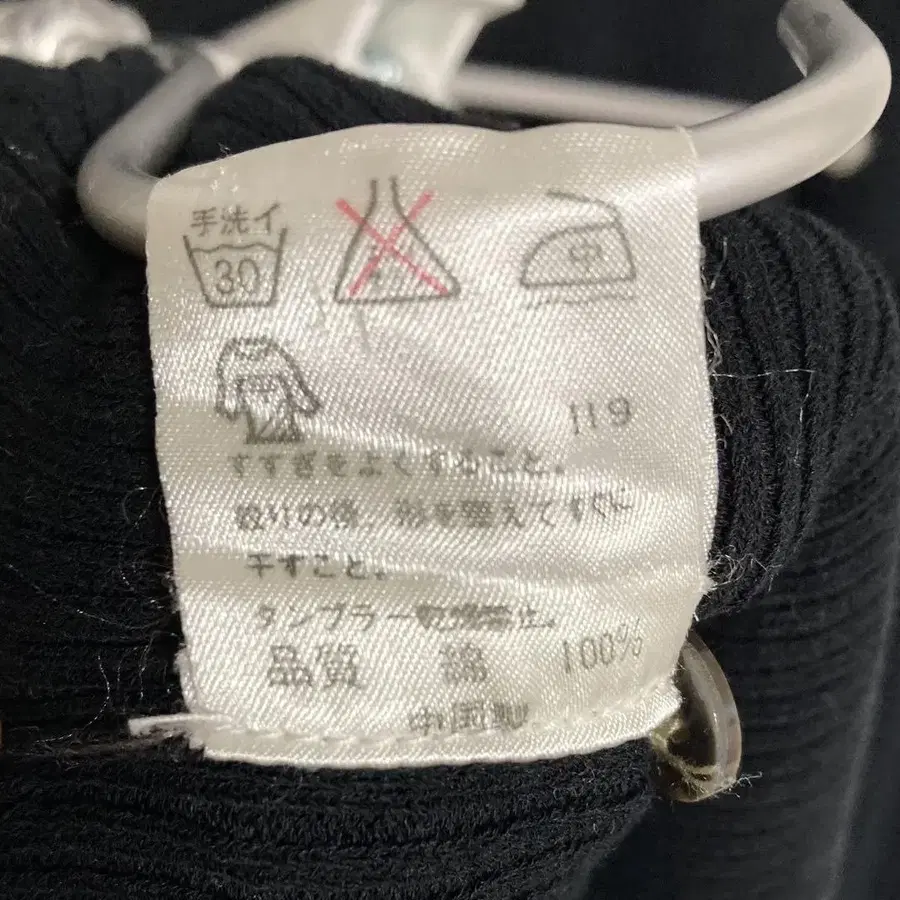 手洗イ
30
中
119
すすぎをよくすること。
絞りの後、形を整えてすぐに
干すこと。
タンブラー乾燥禁止。
品質 綿 100%
中国製